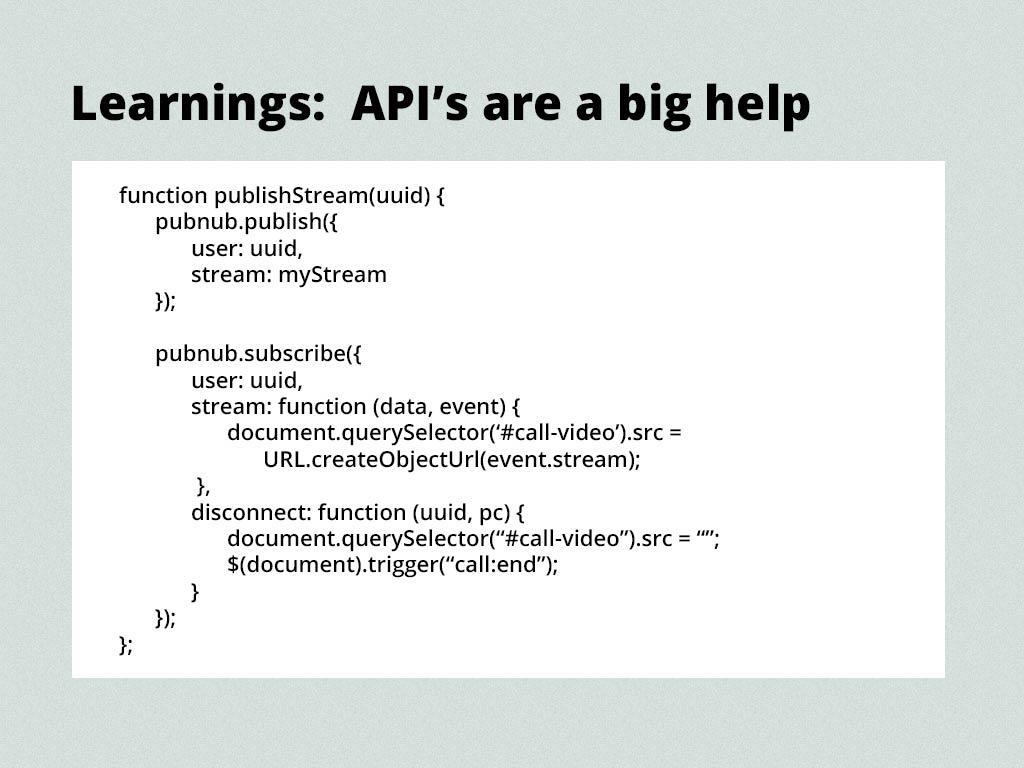 Learnings:  API’s are a big help
function publishStream(uuid) {
pubnub.publish({
user: uuid,
stream: myStream
});
pubnub.subscribe({
user: uuid,
stream: function (data, event) {
document.querySelector(‘#call-video’).src =
URL.createObjectUrl(event.stream);
},
disconnect: function (uuid, pc) {
document.querySelector(“#call-video”).src = “”;
$(document).trigger(“call:end”);
}
});
};